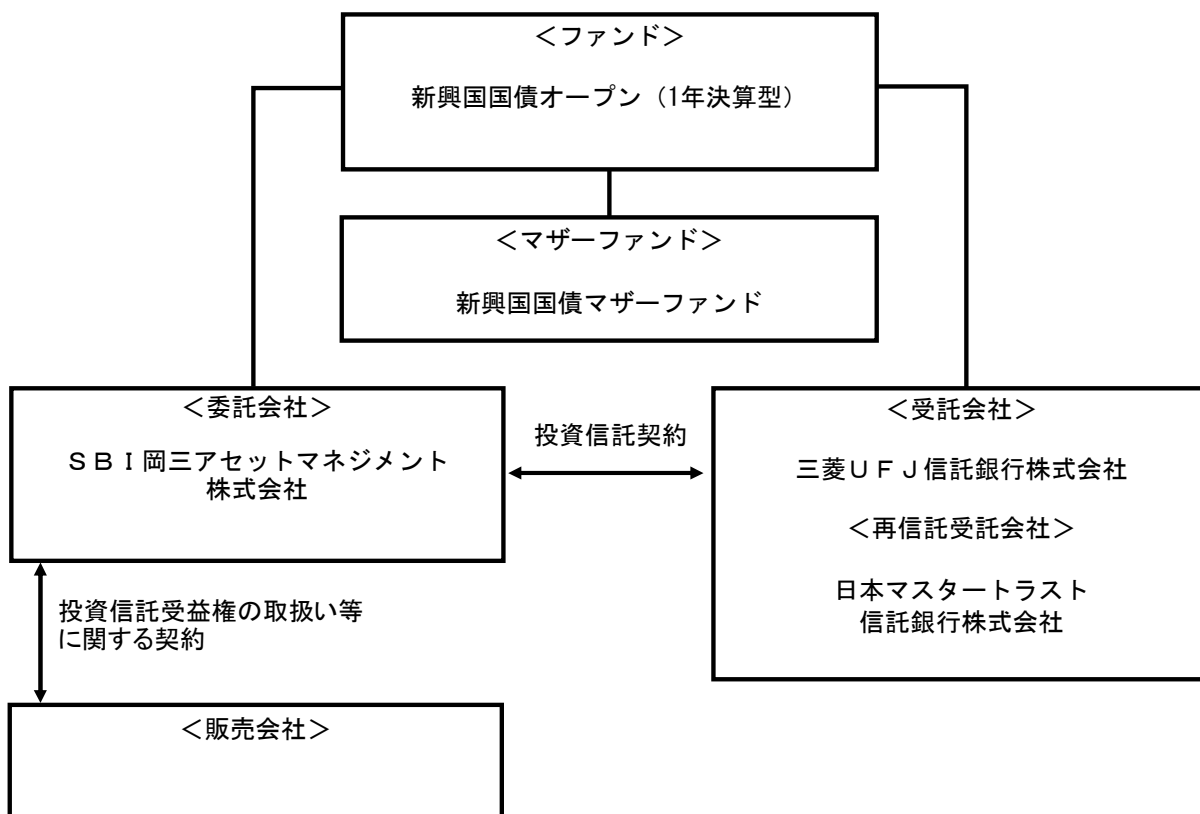 ＜ファンド＞
新興国国債オープン（1年決算型）
＜マザーファンド＞
新興国国債マザーファンド
＜委託会社＞
ＳＢＩ岡三アセットマネジメント
株式会社
投資信託契約
＜受託会社＞
三菱ＵＦＪ信託銀行株式会社
＜再信託受託会社＞
日本マスタートラスト
信託銀行株式会社
投資信託受益権の取扱い等
に関する契約
＜販売会社＞